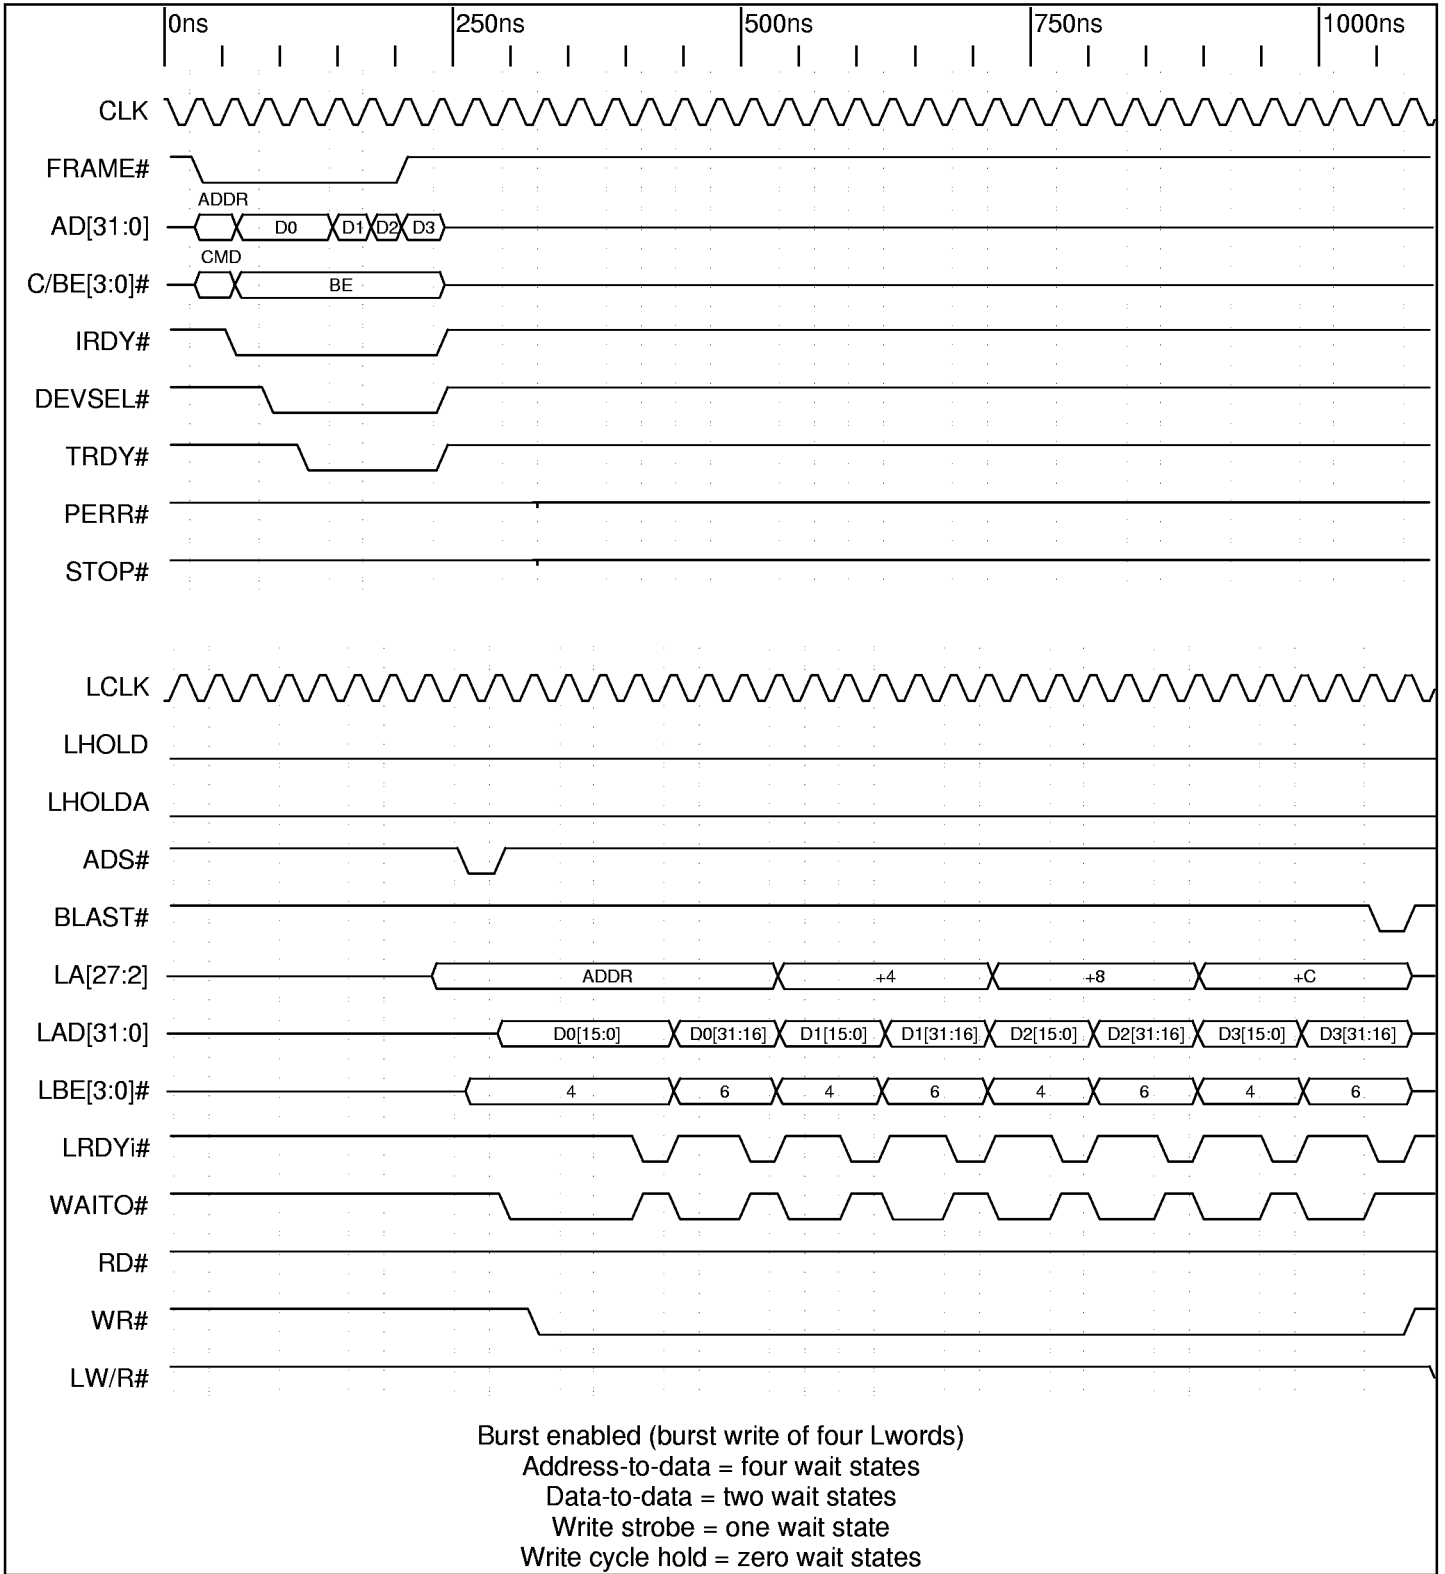 0ns 250ns 500ns 750ns 1000ns
CLK
FRAME#
ADDR
AD[31:0] D0 D1 D2 D3
CMD
C/BE[3:0]# BE
IRDY#
DEVSEL#
TRDY#
PERR#
STOP#
LCLK
LHOLD
LHOLDA
ADS#
BLAST#
LA[27:2] ADDR +4 +8 +C
LAD[31:0] D0[15:0] D0[31:16] D1[15:0] D1[31:16] D2[15:0] D2[31:16] D3[15:0] D3[31:16]
LBE[3:0]# 4 6 4 6 4 6 4 6
LRDYi#
WAITO#
RD#
WR#
LW/R#
Burst enabled (burst write of four Lwords)
Address-to-data = four wait states
Data-to-data = two wait states
Write strobe = one wait state
Write cycle hold = zero wait states